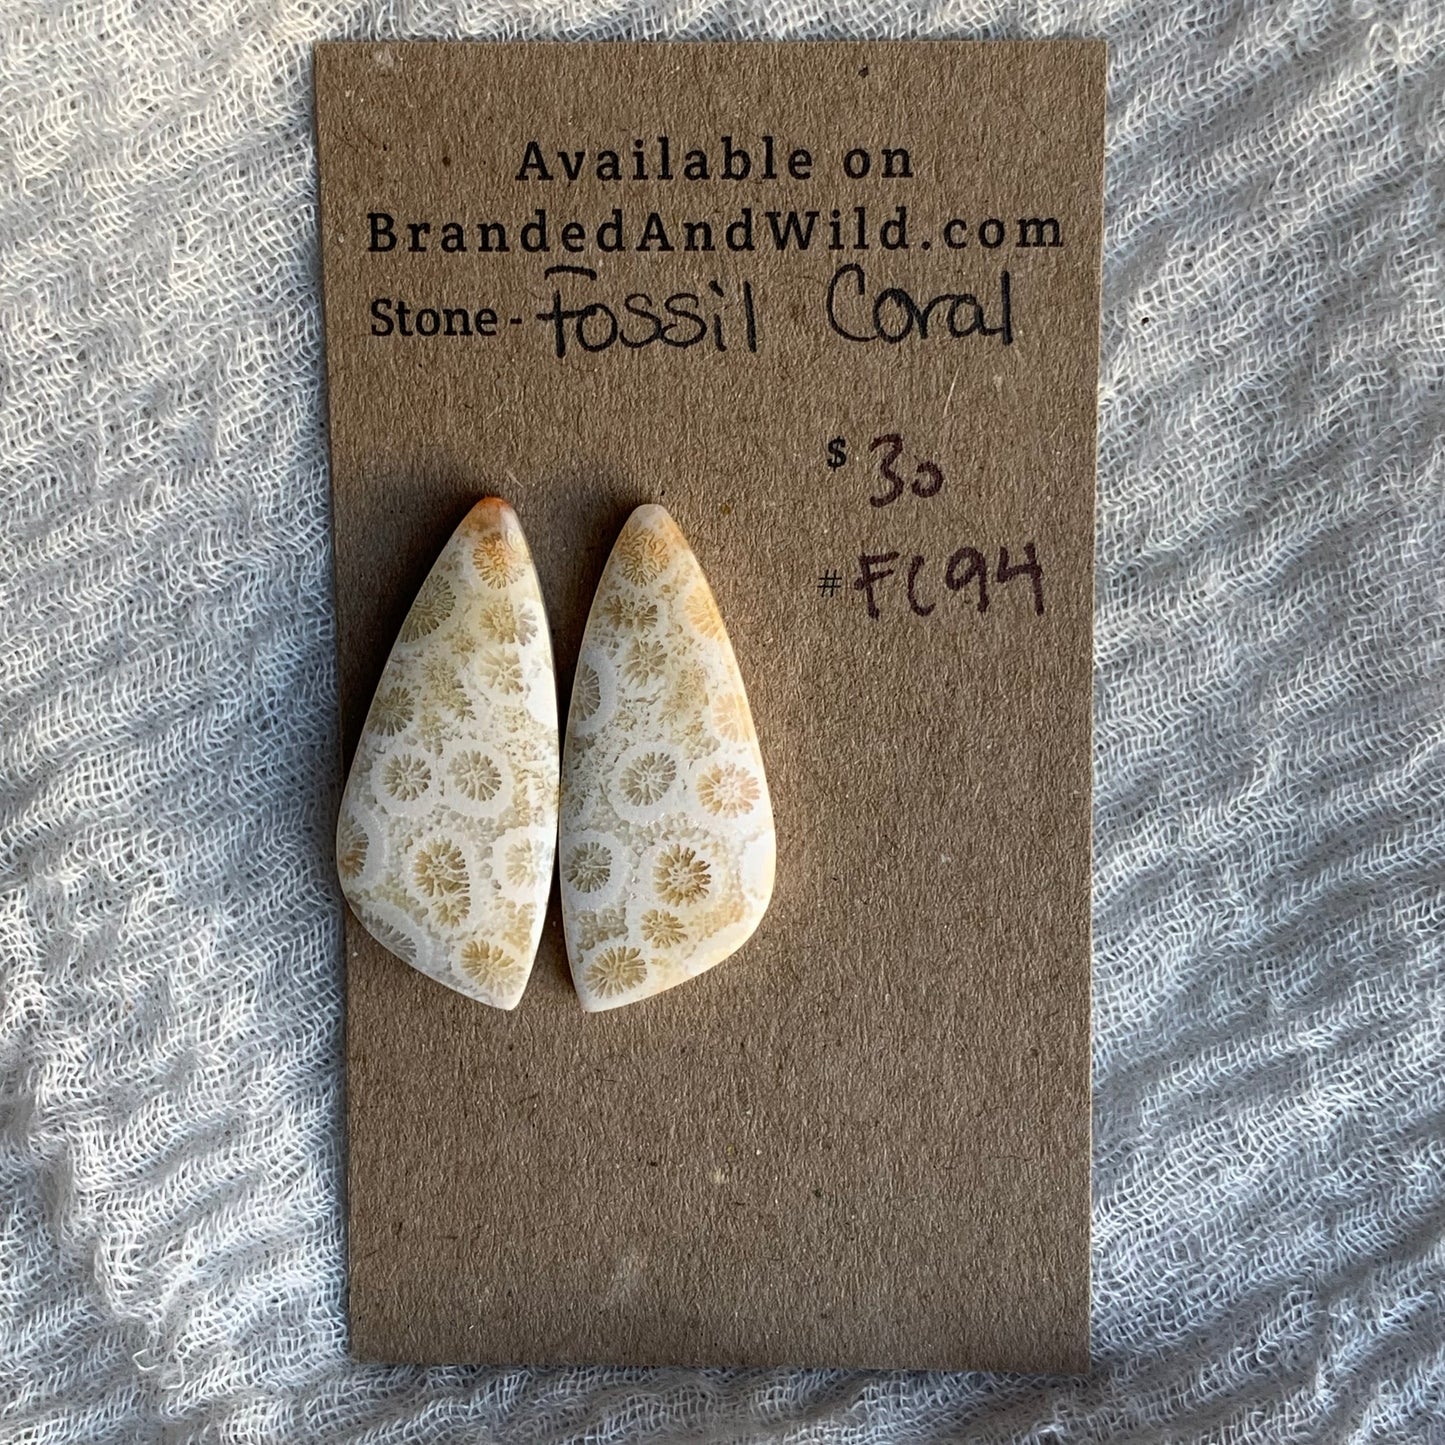 Available on
BrandedAndWild.com
Stone - Fossil Coral
$ 30
# FC94